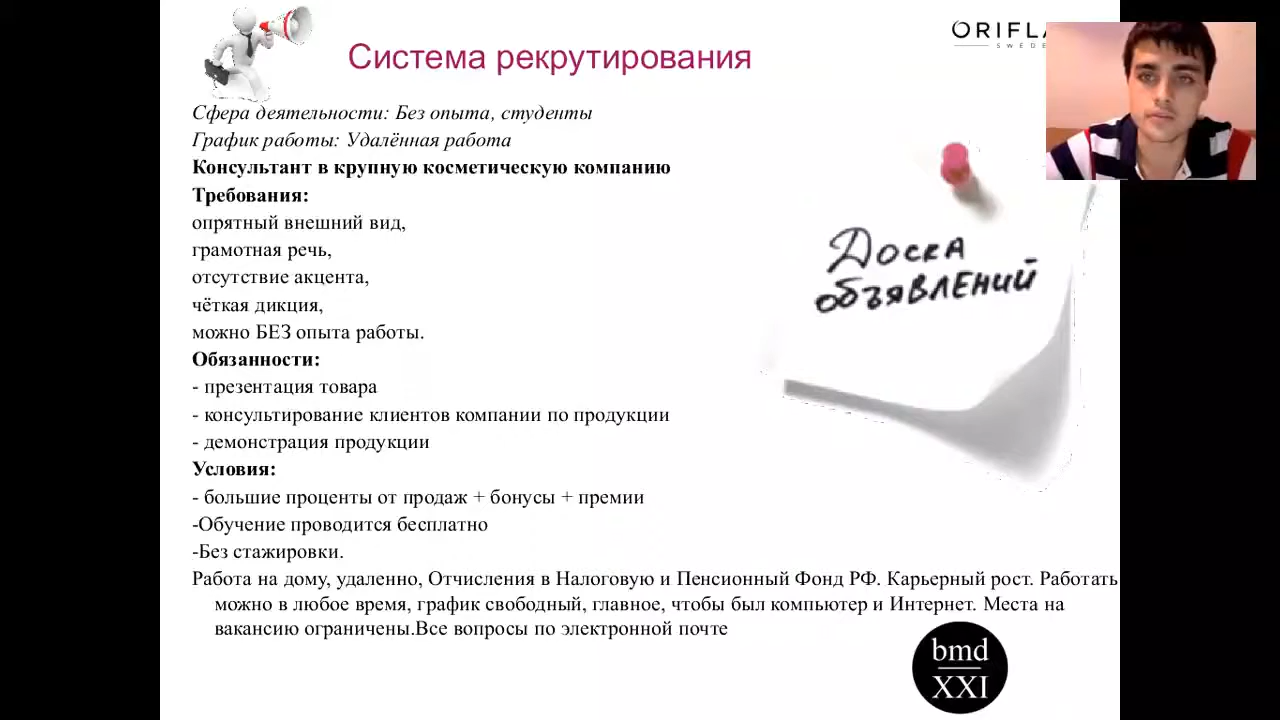 Система рекрутирования
ORIFLA
SWEDE
Сфера деятельности: Без опыта, студенты
График работы: Удалённая работа
Консультант в крупную косметическую компанию
Требования:
опрятный внешний вид,
грамотная речь,
отсутствие акцента,
чёткая дикция,
можно БЕЗ опыта работы.
Обязанности:
- презентация товара
- консультирование клиентов компании по продукции
- демонстрация продукции
Условия:
- большие проценты от продаж + бонусы + премии
-Обучение проводится бесплатно
-Без стажировки.
Работа на дому, удаленно, Отчисления в Налоговую и Пенсионный Фонд РФ. Карьерный рост. Работать
можно в любое время, график свободный, главное, чтобы был компьютер и Интернет. Места на
вакансию ограничены.Все вопросы по электронной почте
Доска
объявлений
bmd
XXI